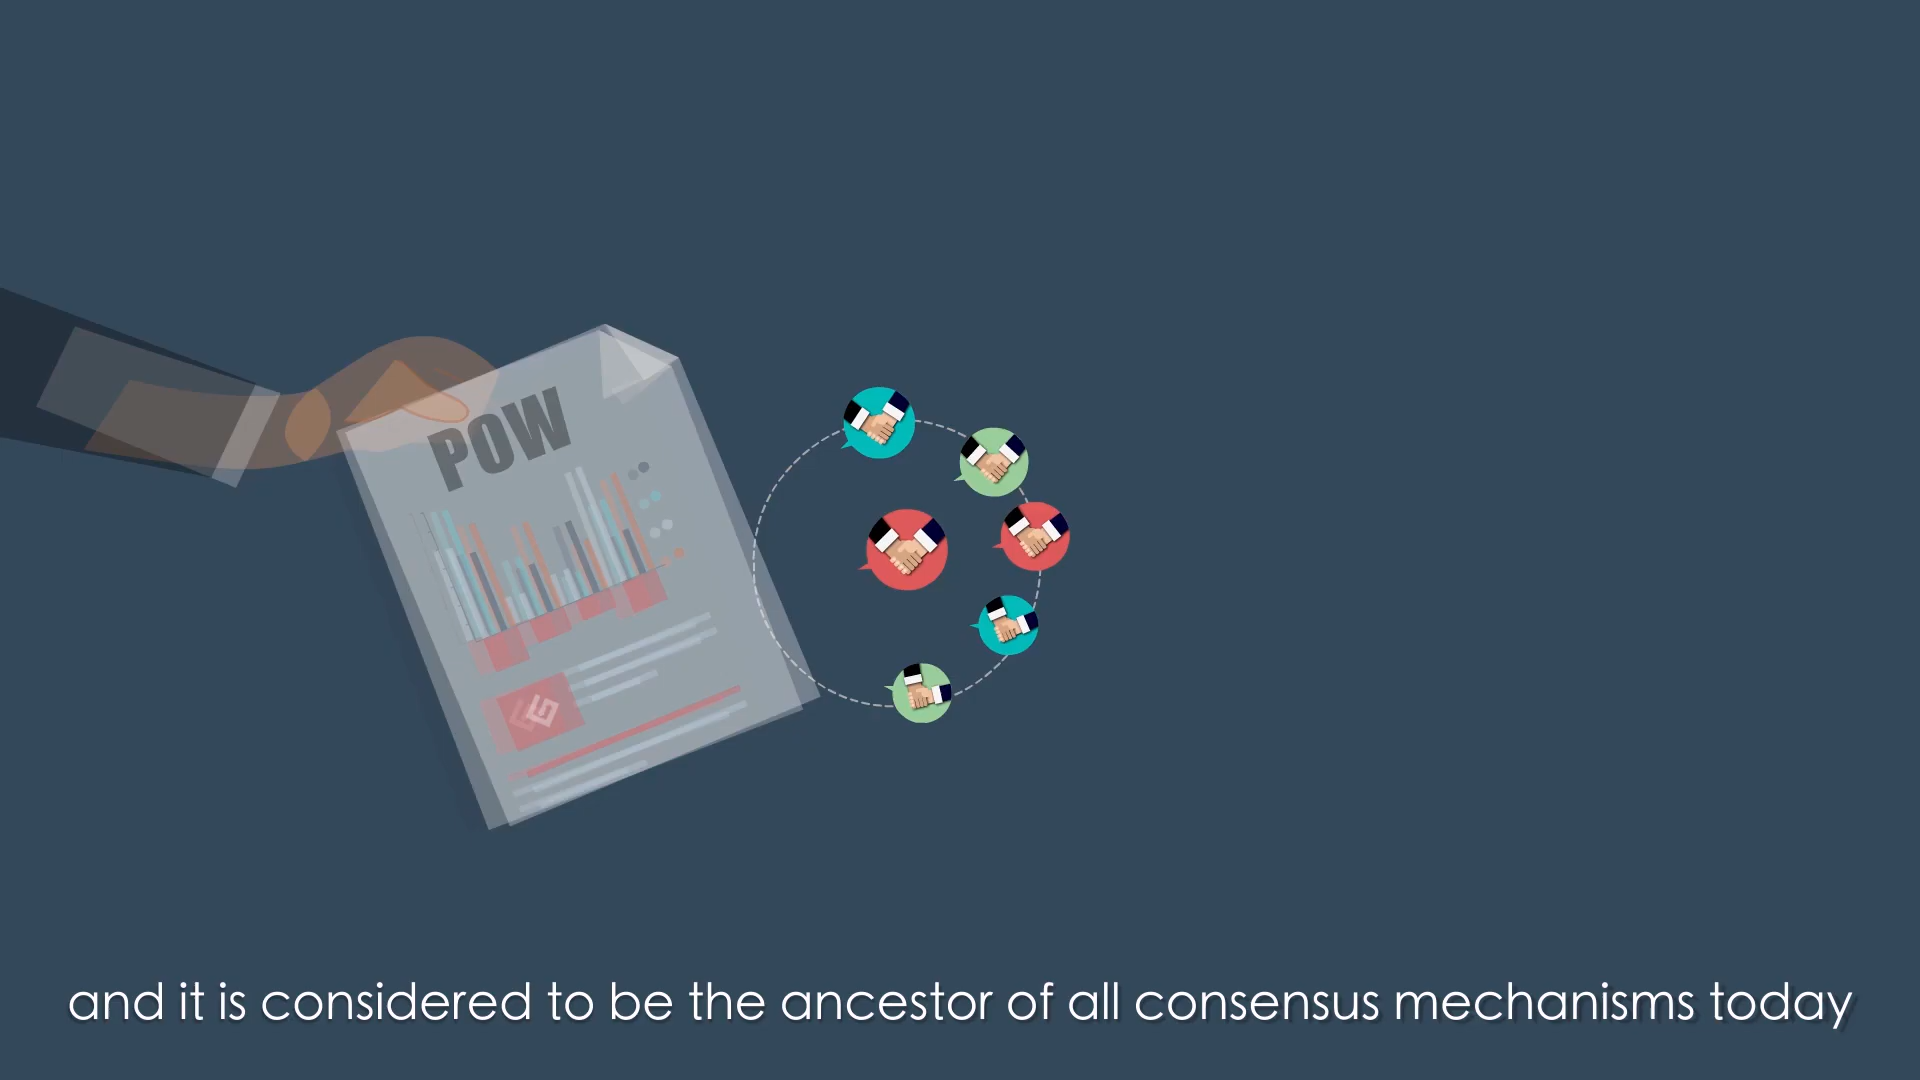 POW
and it is considered to be the ancestor of all consensus mechanisms today